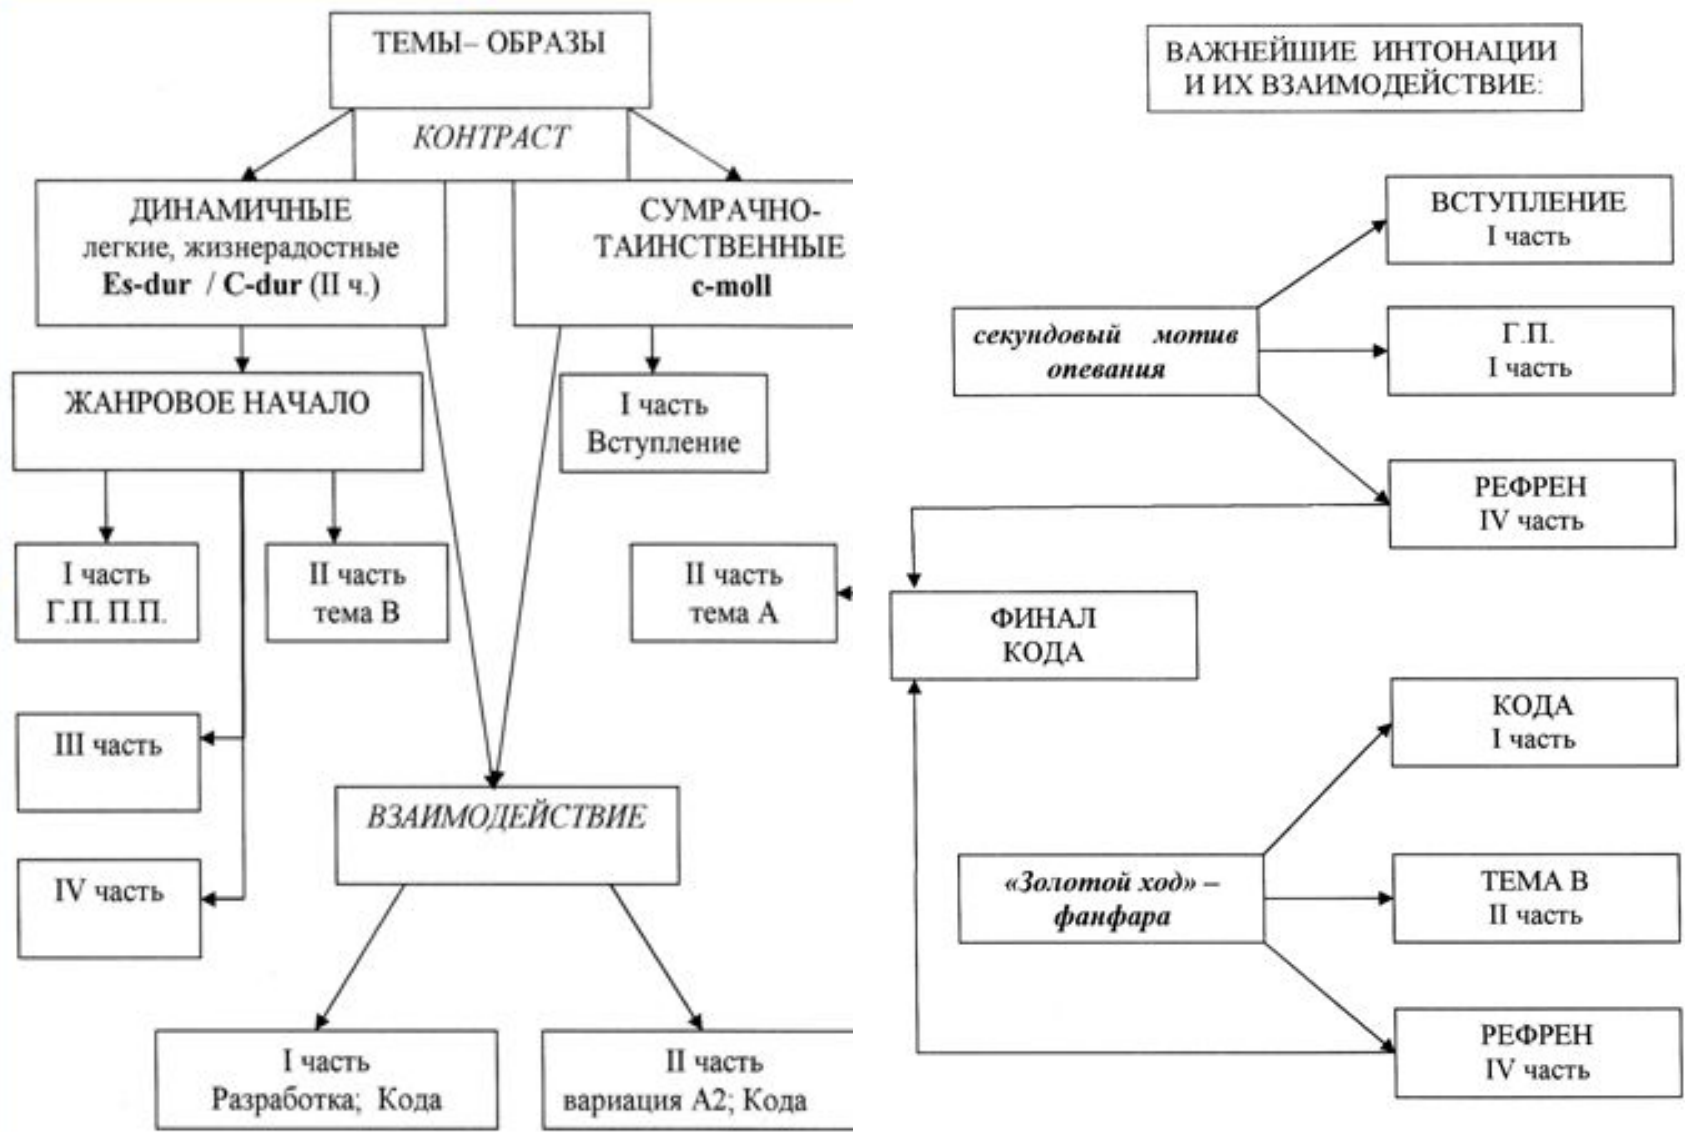 ТЕМЫ– ОБРАЗЫ
КОНТРАСТ
ДИНАМИЧНЫЕ
легкие, жизнерадостные
Es-dur / C-dur (II ч.)
СУМРАЧНО-
ТАИНСТВЕННЫЕ
c-moll
ЖАНРОВОЕ НАЧАЛО
I часть
Вступление
I часть
Г.П. П.П.
II часть
тема В
II часть
тема А
III часть
IV часть
ВЗАИМОДЕЙСТВИЕ
I часть
Разработка; Кода
II часть
вариация А2; Кода
ВАЖНЕЙШИЕ ИНТОНАЦИИ
И ИХ ВЗАИМОДЕЙСТВИЕ:
секундовый мотив
опевания
ВСТУПЛЕНИЕ
I часть
Г.П.
I часть
РЕФРЕН
IV часть
ФИНАЛ
КОДА
«Золотой ход» –
фанфара
КОДА
I часть
ТЕМА В
II часть
РЕФРЕН
IV часть